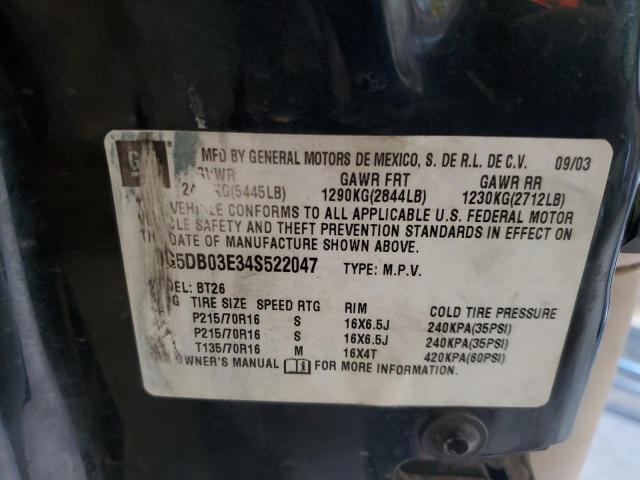 GM
MFD BY GENERAL MOTORS DE MEXICO, S. DE R.L. DE C.V. 09/03
GVWR GAWR FRT GAWR RR
KG(5445LB) 1290KG(2844LB) 1230KG(2712LB)
VEHICLE CONFORMS TO ALL APPLICABLE U.S. FEDERAL MOTOR
CLE SAFETY AND THEFT PREVENTION STANDARDS IN EFFECT ON
DATE OF MANUFACTURE SHOWN ABOVE.
G5DB03E34S522047 TYPE: M.P.V.
DEL: BT26
TIRE SIZE SPEED RTG RIM COLD TIRE PRESSURE
P215/70R16 S 16X6.5J 240KPA(35PSI)
P215/70R16 S 16X6.5J 240KPA(35PSI)
T135/70R16 M 16X4T 420KPA(60PSI)
OWNER'S MANUAL FOR MORE INFORMATION.